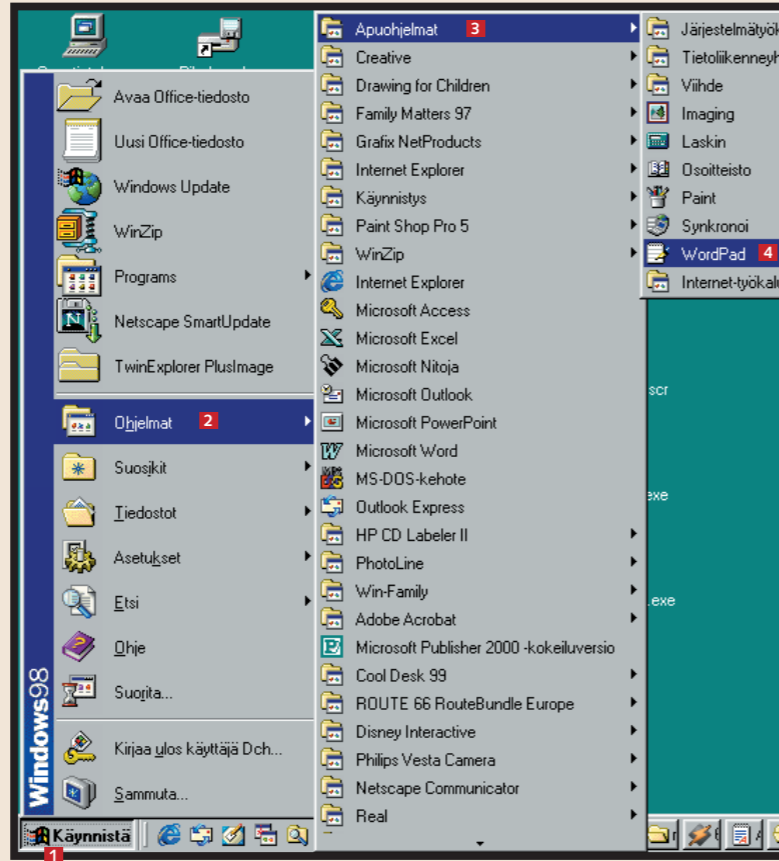 Avaa Office-tiedosto
Uusi Office-tiedosto
Windows Update
WinZip
Programs
Netscape SmartUpdate
TwinExplorer PlusImage
Ohjelmat 2
Suosikit
Tiedostot
Asetukset
Etsi
Ohje
Suorita...
Kirjaa ulos käyttäjä Dch...
Sammuta...
Windows98
Käynnistä
1
Apuohjelmat 3
Creative
Drawing for Children
Family Matters 97
Grafix NetProducts
Internet Explorer
Käynnistys
Paint Shop Pro 5
WinZip
Internet Explorer
Microsoft Access
Microsoft Excel
Microsoft Nitoja
Microsoft Outlook
Microsoft PowerPoint
Microsoft Word
MS-DOS-kehote
Outlook Express
HP CD Labeler II
PhotoLine
Win-Family
Adobe Acrobat
Microsoft Publisher 2000 -kokeiluversio
Cool Desk 99
ROUTE 66 RouteBundle Europe
Disney Interactive
Philips Vesta Camera
Netscape Communicator
Real
Järjestelmätyök
Tietoliikenneyh
Viihde
Imaging
Laskin
Osoitteisto
Paint
Synkronoi
WordPad 4
Internet-työkalu
scr
exe
.exe